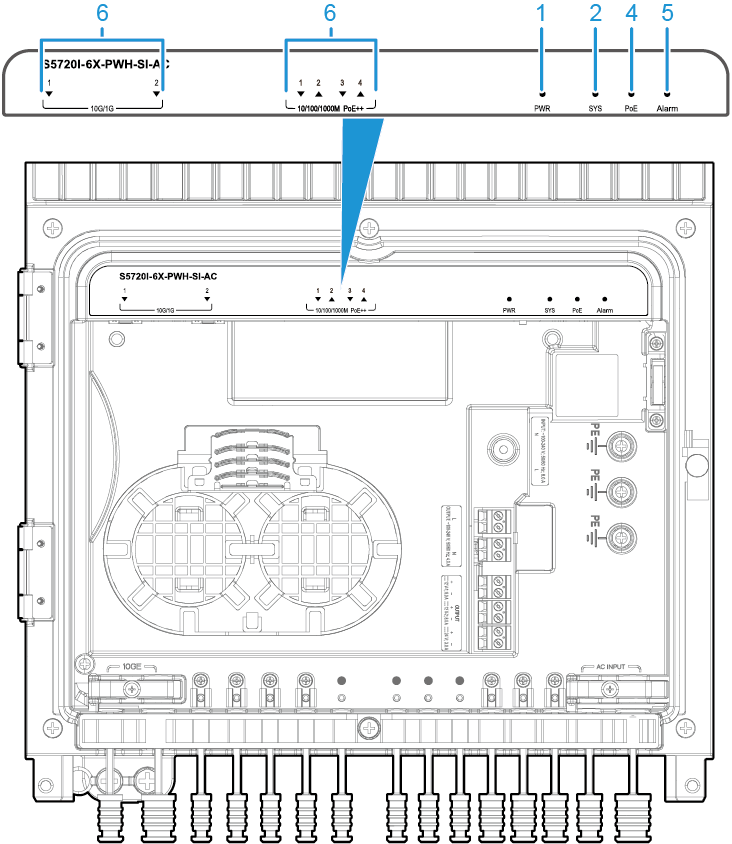 6 6 1 2 4 5
S5720I-6X-PWH-SI-AC
1 2 1 2 3 4
10G/1G 10/100/1000M PoE++ PWR SYS PoE Alarm
S5720I-6X-PWH-SI-AC
1 2 1 2 3 4
10G/1G 10/100/1000M PoE++ PWR SYS PoE Alarm
PE
PE
PE
L
N
L
N
OUTPUT
+ - + - + -
10GE AC INPUT